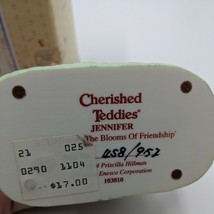 Cherished
Teddies®
JENNIFER
'The Blooms Of Friendship'
458/952
Priscilla Hillman
Enesco Corporation
103810
21 025
0290 1104
$17.00